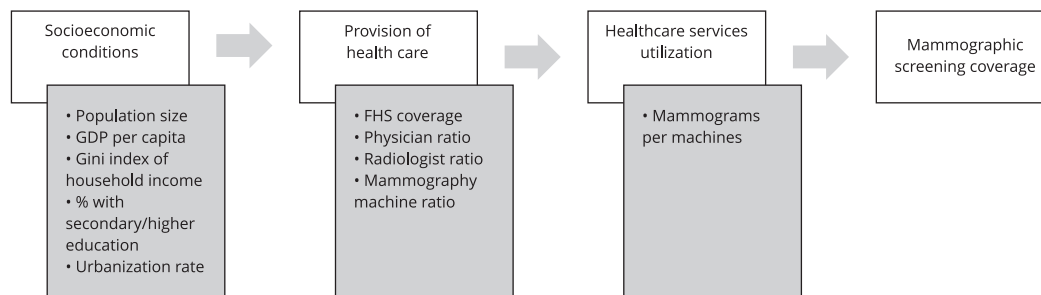 Socioeconomic
conditions
• Population size
• GDP per capita
• Gini index of
household income
• % with
secondary/higher
education
• Urbanization rate
Provision of
health care
• FHS coverage
• Physician ratio
• Radiologist ratio
• Mammography
machine ratio
Healthcare services
utilization
• Mammograms
per machines
Mammographic
screening coverage